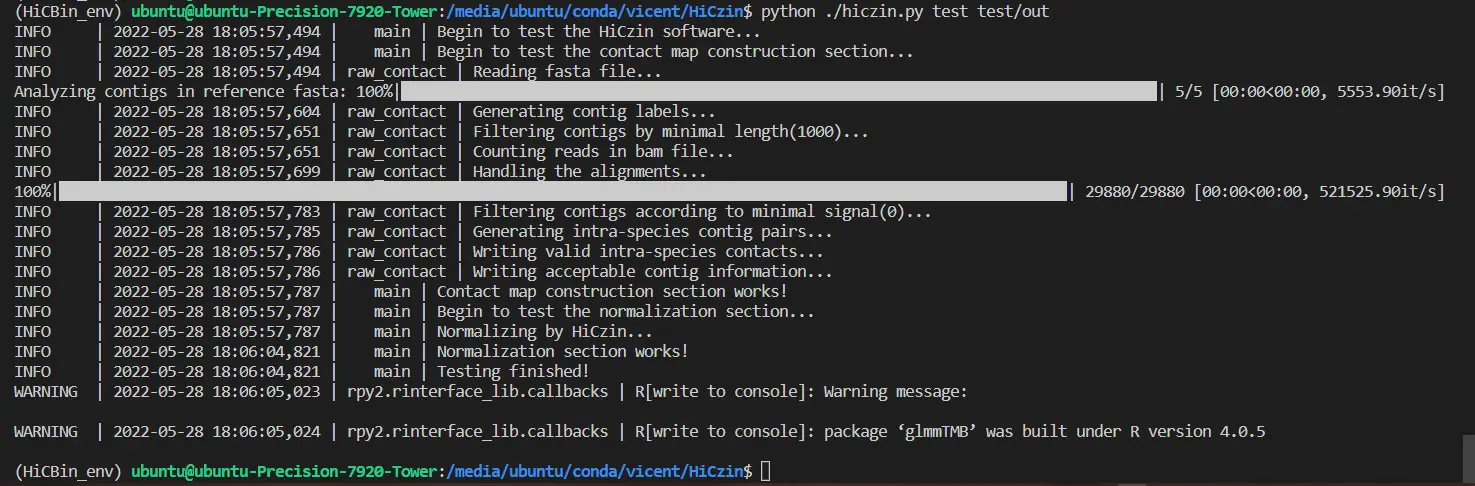 (HiCBin_env) ubuntu@ubuntu-Precision-7920-Tower:/media/ubuntu/conda/vicent/HiCzin$ python ./hiczin.py test test/out
INFO     | 2022-05-28 18:05:57,494 |    main | Begin to test the HiCzin software...
INFO     | 2022-05-28 18:05:57,494 |    main | Begin to test the contact map construction section...
INFO     | 2022-05-28 18:05:57,494 | raw_contact | Reading fasta file...
Analyzing contigs in reference fasta: 100%|| 5/5 [00:00<00:00, 5553.90it/s]
INFO     | 2022-05-28 18:05:57,604 | raw_contact | Generating contig labels...
INFO     | 2022-05-28 18:05:57,651 | raw_contact | Filtering contigs by minimal length(1000)...
INFO     | 2022-05-28 18:05:57,651 | raw_contact | Counting reads in bam file...
INFO     | 2022-05-28 18:05:57,699 | raw_contact | Handling the alignments...
100%|| 29880/29880 [00:00<00:00, 521525.90it/s]
INFO     | 2022-05-28 18:05:57,783 | raw_contact | Filtering contigs according to minimal signal(0)...
INFO     | 2022-05-28 18:05:57,785 | raw_contact | Generating intra-species contig pairs...
INFO     | 2022-05-28 18:05:57,786 | raw_contact | Writing valid intra-species contacts...
INFO     | 2022-05-28 18:05:57,786 | raw_contact | Writing acceptable contig information...
INFO     | 2022-05-28 18:05:57,787 |    main | Contact map construction section works!
INFO     | 2022-05-28 18:05:57,787 |    main | Begin to test the normalization section...
INFO     | 2022-05-28 18:05:57,787 |    main | Normalizing by HiCzin...
INFO     | 2022-05-28 18:06:04,821 |    main | Normalization section works!
INFO     | 2022-05-28 18:06:04,821 |    main | Testing finished!
WARNING  | 2022-05-28 18:06:05,023 | rpy2.rinterface_lib.callbacks | R[write to console]: Warning message:
WARNING  | 2022-05-28 18:06:05,024 | rpy2.rinterface_lib.callbacks | R[write to console]: package ‘glmmTMB’ was built under R version 4.0.5
(HiCBin_env) ubuntu@ubuntu-Precision-7920-Tower:/media/ubuntu/conda/vicent/HiCzin$